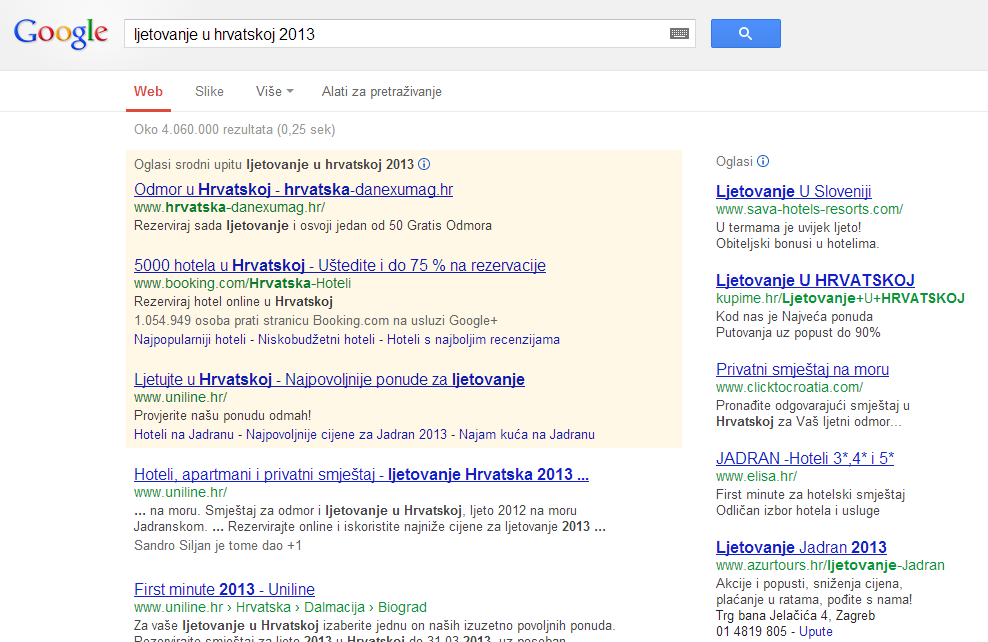 Google
ljetovanje u hrvatskoj 2013
Web Slike Više Alati za pretraživanje
Oko 4.060.000 rezultata (0,25 sek)
Oglasi srodni upitu ljetovanje u hrvatskoj 2013
Odmor u Hrvatskoj - hrvatska-danexumag.hr
www.hrvatska-danexumag.hr/
Rezerviraj sada ljetovanje i osvoji jedan od 50 Gratis Odmora
5000 hotela u Hrvatskoj - Uštedite i do 75 % na rezervacije
www.booking.com/Hrvatska-Hoteli
Rezerviraj hotel online u Hrvatskoj
1.054.949 osoba prati stranicu Booking.com na usluzi Google+
Najpopularniji hoteli - Niskobudžetni hoteli - Hoteli s najboljim recenzijama
Ljetujte u Hrvatskoj - Najpovoljnije ponude za ljetovanje
www.uniline.hr/
Provjerite našu ponudu odmah!
Hoteli na Jadranu - Najpovoljnije cijene za Jadran 2013 - Najam kuća na Jadranu
Hoteli, apartmani i privatni smještaj - ljetovanje Hrvatska 2013 ...
www.uniline.hr/
... na moru. Smještaj za odmor i ljetovanje u Hrvatskoj, ljeto 2012 na moru
Jadranskom. ... Rezervirajte online i iskoristite najniže cijene za ljetovanje 2013 ...
Sandro Siljan je tome dao +1
First minute 2013 - Uniline
www.uniline.hr › Hrvatska › Dalmacija › Biograd
Za vaše ljetovanje u Hrvatskoj izaberite jednu on naših izuzetno povoljnih ponuda.
Rezervirajte smještaj za ljeto 2013 u Hrvatskoj do 31.03.2013. uz poseban
Oglasi
Ljetovanje U Sloveniji
www.sava-hotels-resorts.com/
U termama je uvijek ljeto!
Obiteljski bonusi u hotelima.
Ljetovanje U HRVATSKOJ
kupime.hr/Ljetovanje+U+HRVATSKOJ
Kod nas je Najveća ponuda
Putovanja uz popust do 90%
Privatni smještaj na moru
www.clicktocroatia.com/
Pronađite odgovarajući smještaj u
Hrvatskoj za Vaš ljetni odmor...
JADRAN -Hoteli 3*,4* i 5*
www.elisa.hr/
First minute za hotelski smještaj
Odličan izbor hotela i usluge
Ljetovanje Jadran 2013
www.azurtours.hr/ljetovanje-Jadran
Akcije i popusti, sniženja cijena,
plaćanje u ratama, pođite s nama!
Trg bana Jelačića 4, Zagreb
01 4819 805 - Upute